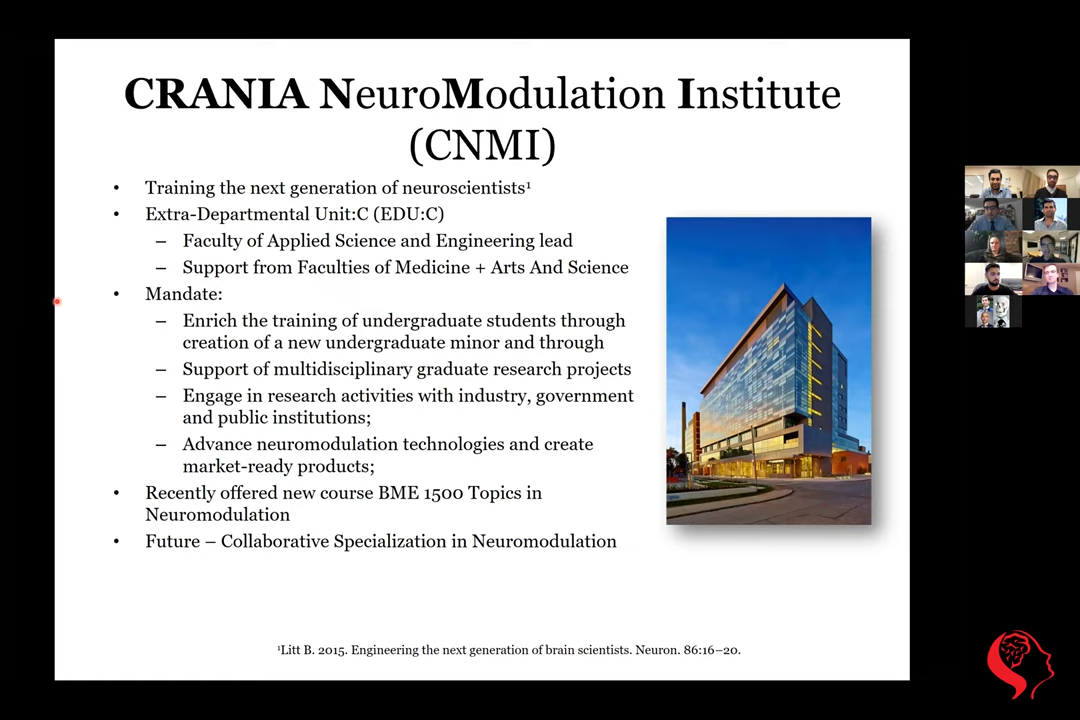 CRANIA NeuroModulation Institute
(CNMI)
• Training the next generation of neuroscientists¹
• Extra-Departmental Unit:C (EDU:C)
– Faculty of Applied Science and Engineering lead
– Support from Faculties of Medicine + Arts And Science
• Mandate:
– Enrich the training of undergraduate students through
creation of a new undergraduate minor and through
– Support of multidisciplinary graduate research projects
– Engage in research activities with industry, government
and public institutions;
– Advance neuromodulation technologies and create
market-ready products;
• Recently offered new course BME 1500 Topics in
Neuromodulation
• Future – Collaborative Specialization in Neuromodulation
¹Litt B. 2015. Engineering the next generation of brain scientists. Neuron. 86:16–20.